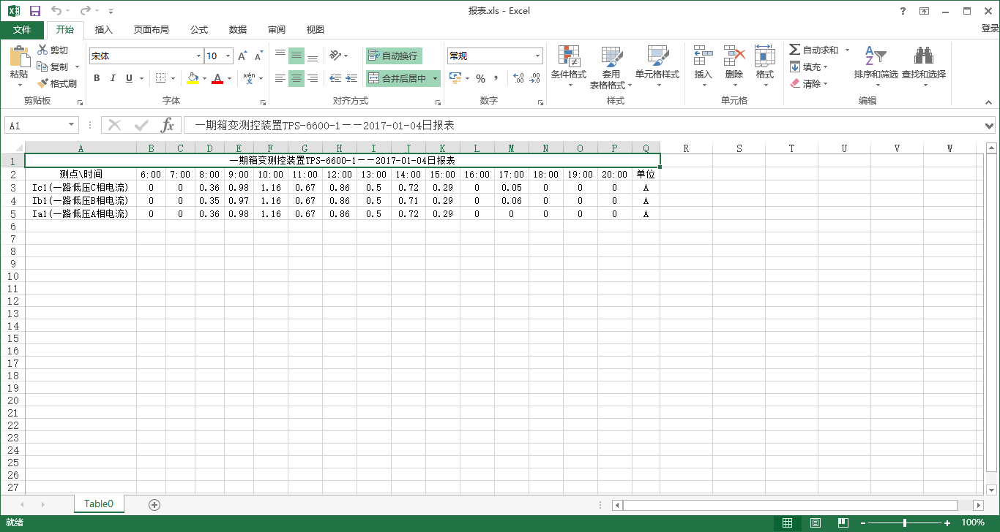 报表.xls - Excel
?
登录
文件 开始 插入 页面布局 公式 数据 审阅 视图
粘贴 剪切 复制 格式刷
宋体 10 A A
B I U A wén 文
自动换行
合并后居中
常规
% , .00
条件格式 套用表格格式 单元格样式
插入 删除 格式
自动求和 填充 清除
排序和筛选 查找和选择
剪贴板 字体 对齐方式 数字 样式 单元格 编辑
A1 fx 一期箱变测控装置TPS-6600-1－－2017-01-04日报表
A B C D E F G H I J K L M N O P Q R S T U V W
1 一期箱变测控装置TPS-6600-1－－2017-01-04日报表
2 测点\时间 6:00 7:00 8:00 9:00 10:00 11:00 12:00 13:00 14:00 15:00 16:00 17:00 18:00 19:00 20:00 单位
3 Ic1(一路低压C相电流) 0 0 0.36 0.98 1.16 0.67 0.86 0.5 0.72 0.29 0 0.05 0 0 0 A
4 Ib1(一路低压B相电流) 0 0 0.35 0.97 1.16 0.67 0.86 0.5 0.71 0.29 0 0.06 0 0 0 A
5 Ia1(一路低压A相电流) 0 0 0.36 0.98 1.16 0.67 0.86 0.5 0.72 0.29 0 0 0 0 0 A
6
7
8
9
10
11
12
13
14
15
16
17
18
19
20
21
22
23
24
25
26
27
Table0
就绪 100%